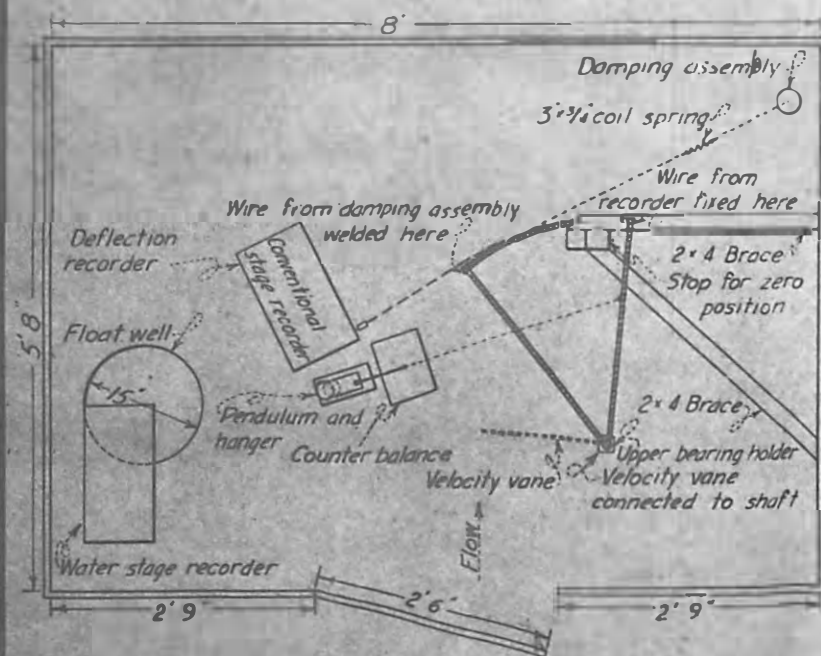 8'
Damping assembly
3"×3/4" coil spring
Wire from
recorder fixed here
Wire from damping assembly
welded here
Deflection
recorder
Conventional
stage recorder
2×4 Brace
Stop for zero
position
5'8"
Float well
15"
Pendulum and
hanger
Counter balance
2×4 Brace
Upper bearing holder
Velocity vane
Velocity vane
connected to shaft
Flow
Water stage recorder
2'9
2'6"
2'9"